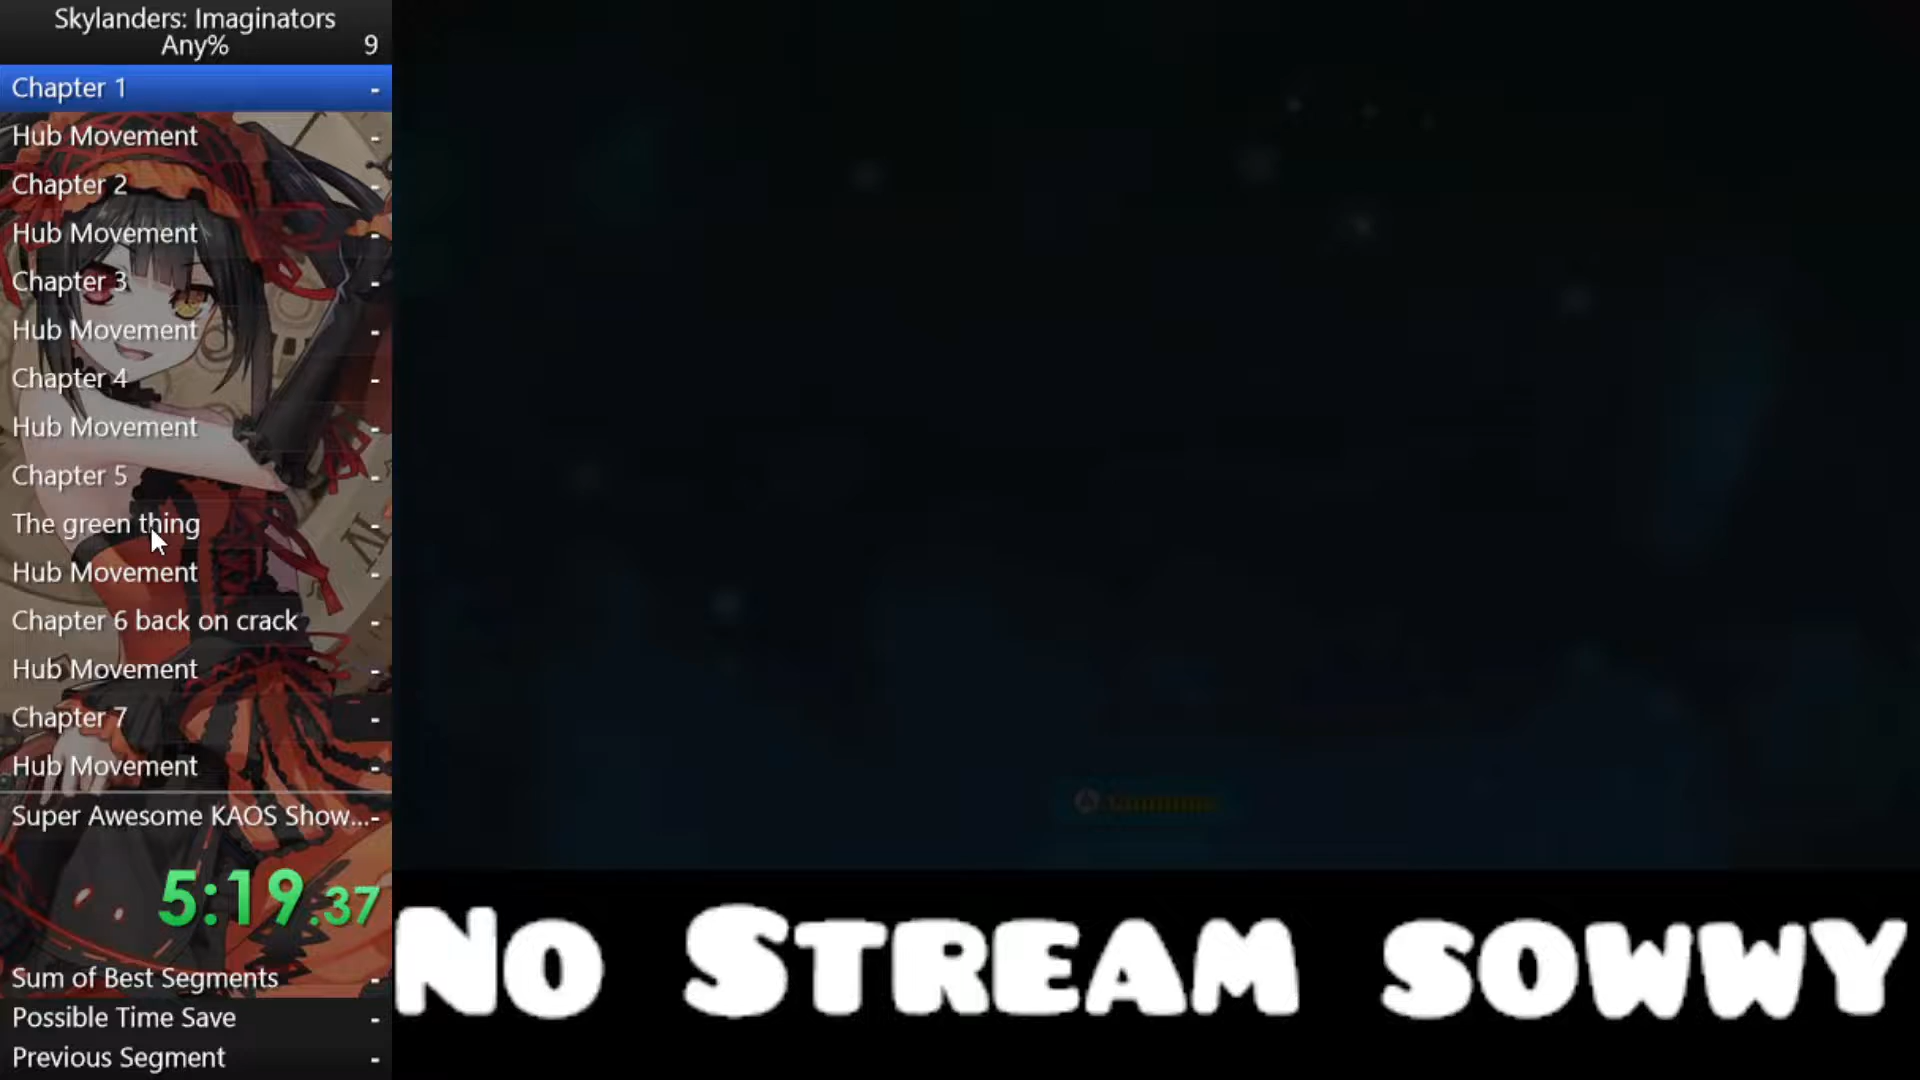 Skylanders: Imaginators
Any%
9
Chapter 1 -
Hub Movement -
Chapter 2 -
Hub Movement -
Chapter 3 -
Hub Movement -
Chapter 4 -
Hub Movement -
Chapter 5 -
The green thing -
Hub Movement -
Chapter 6 back on crack -
Hub Movement -
Chapter 7 -
Hub Movement -
Super Awesome KAOS Show...-
5:19.37
Sum of Best Segments -
Possible Time Save -
Previous Segment -
No Stream sowwy